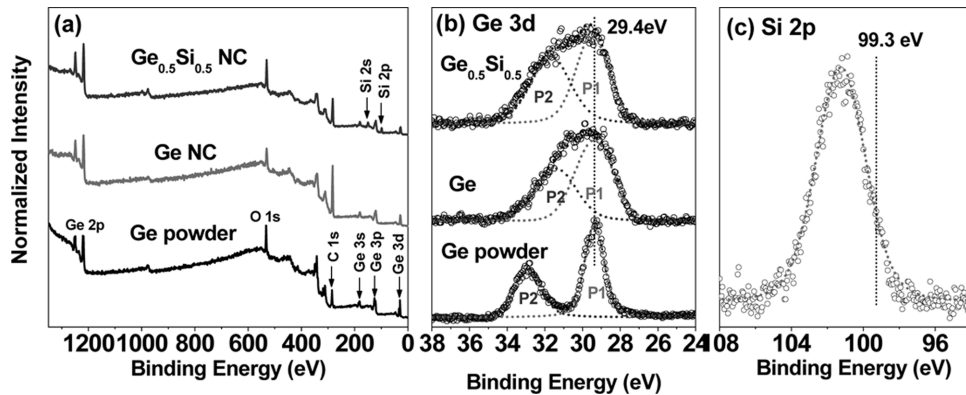 (a)
Ge0.5Si0.5 NC
Si 2s
Si 2p
Ge NC
Ge 2p
Ge powder
O 1s
C 1s
Ge 3s
Ge 3p
Ge 3d
Normalized Intensity
1200 1000 800 600 400 200 0
Binding Energy (eV)
(b) Ge 3d
29.4eV
Ge0.5Si0.5
P2
P1
Ge
P2
P1
Ge powder
P2
P1
38 36 34 32 30 28 26 24
Binding Energy (eV)
(c) Si 2p
99.3 eV
108 104 100 96
Binding Energy (eV)